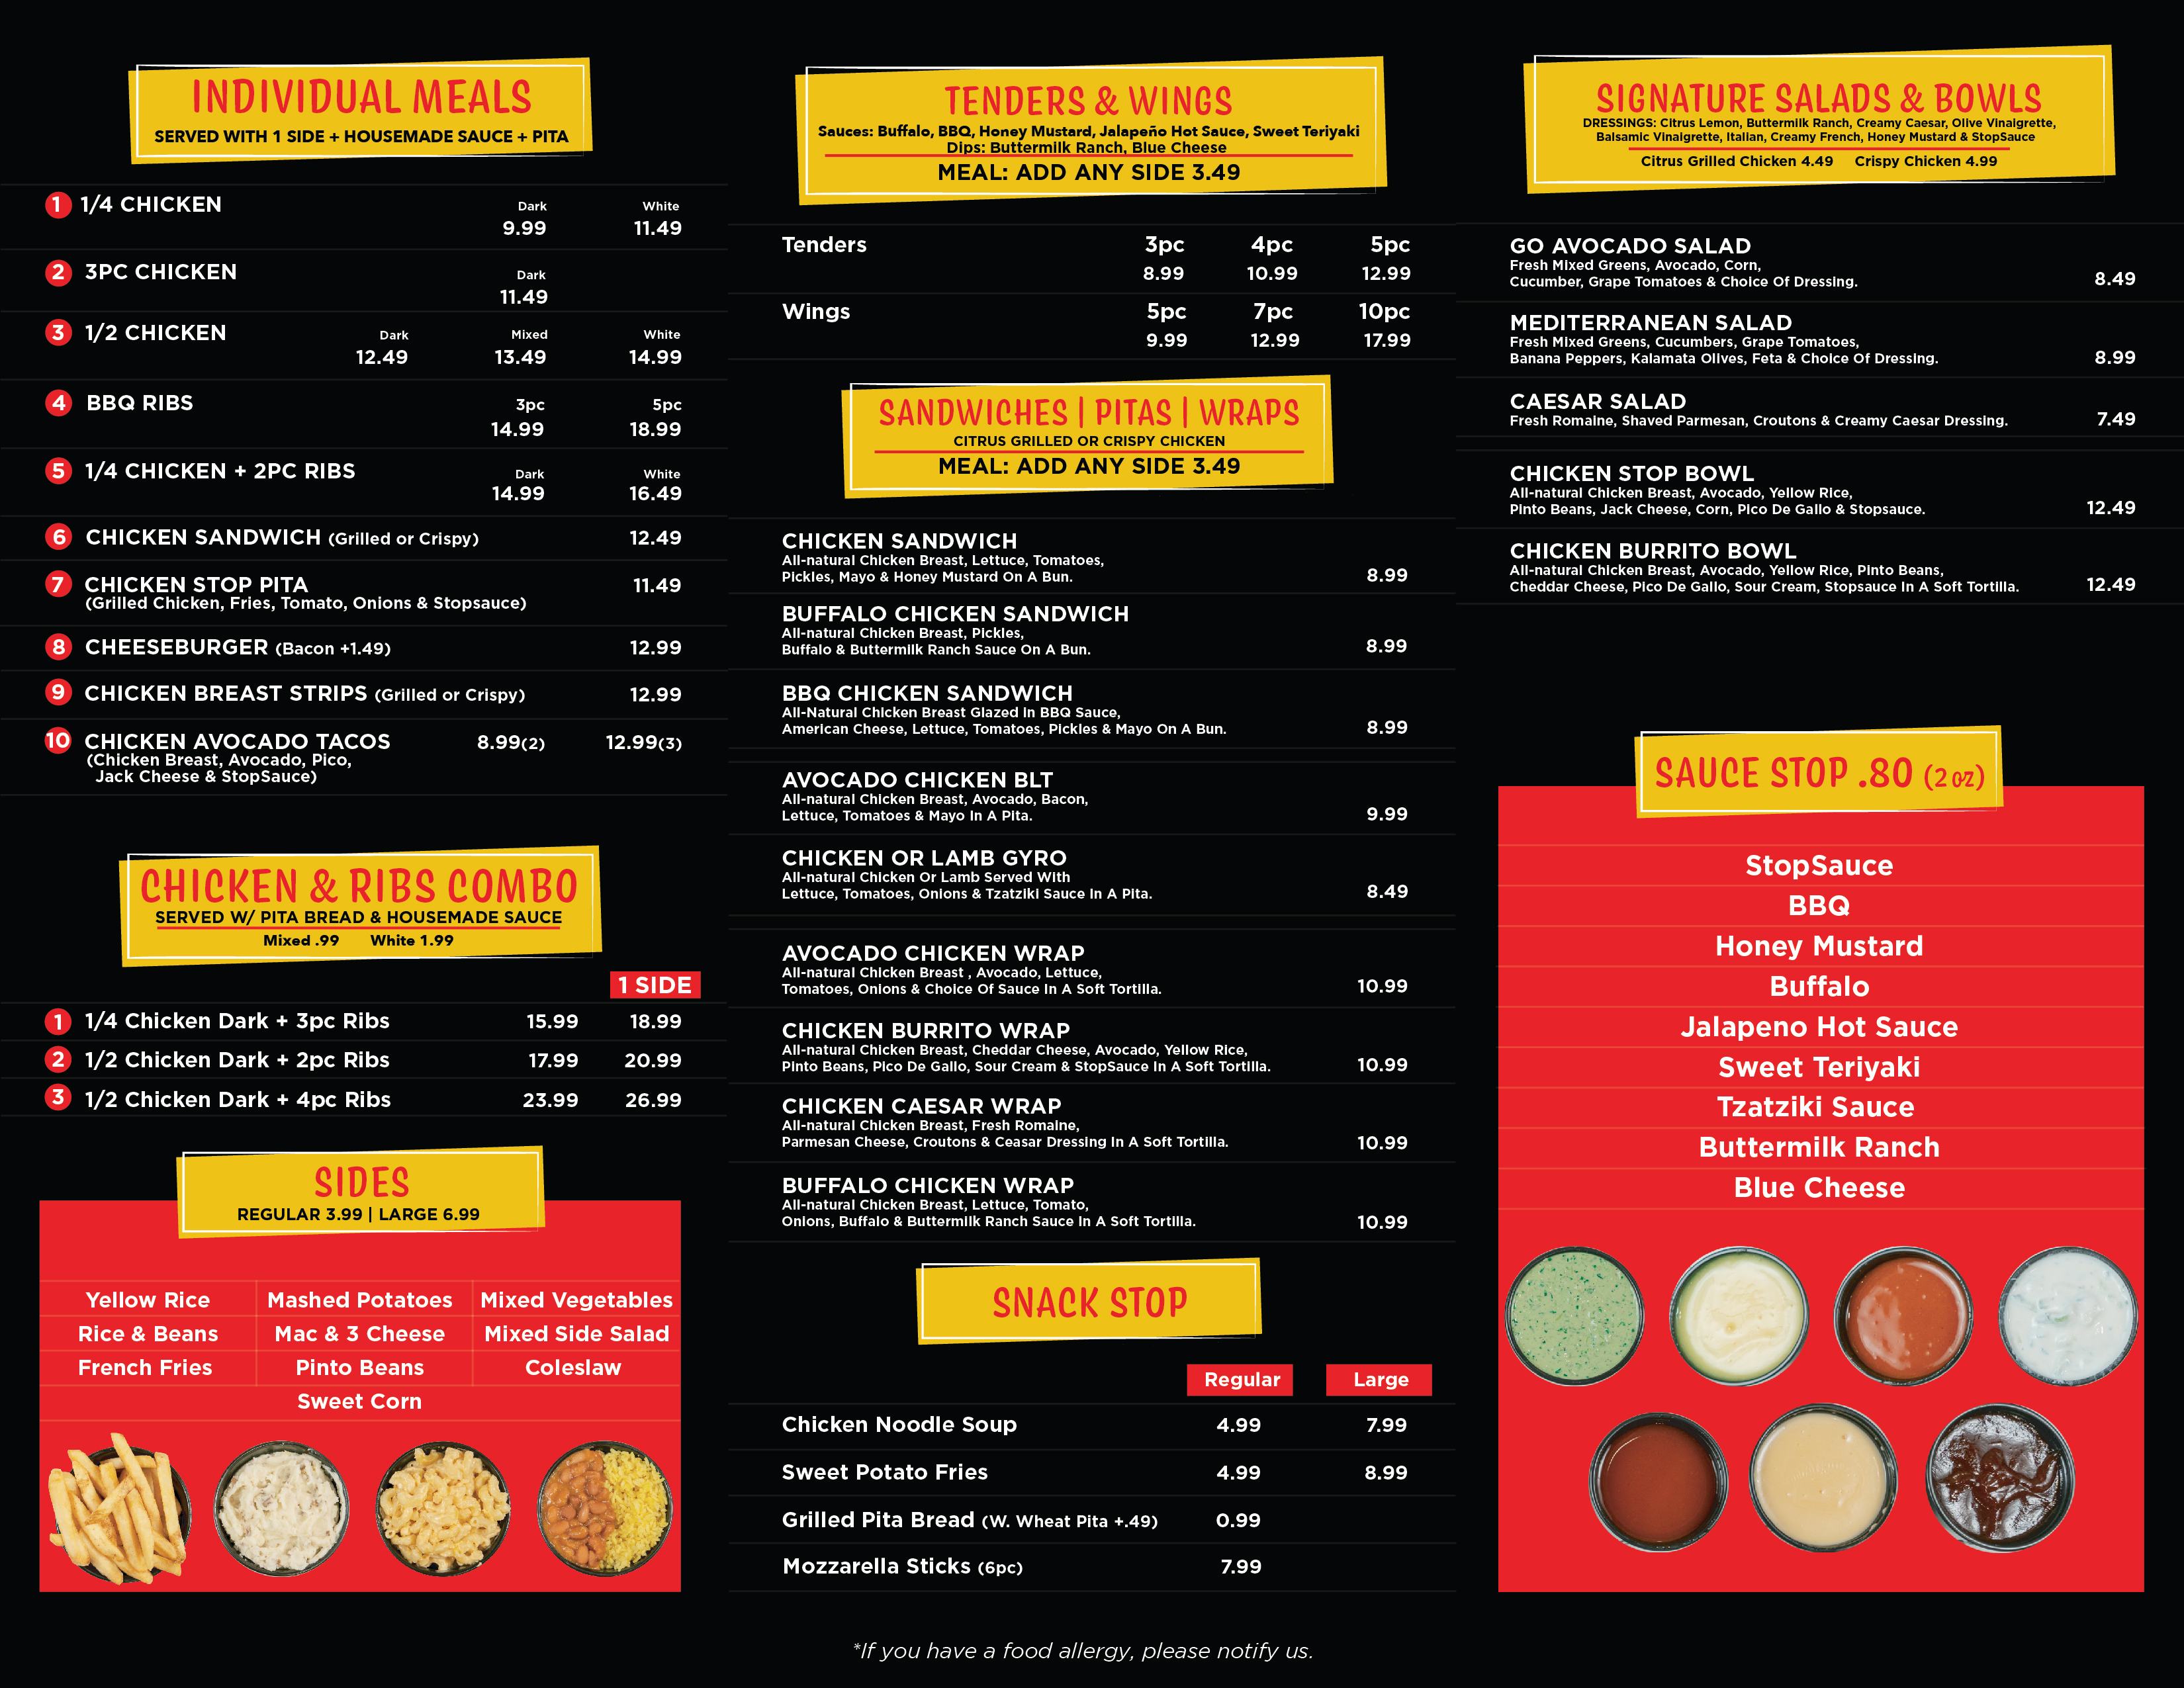 INDIVIDUAL MEALS
SERVED WITH 1 SIDE + HOUSEMADE SAUCE + PITA
1 1/4 CHICKEN Dark White
9.99 11.49
2 3PC CHICKEN Dark
11.49
3 1/2 CHICKEN Dark Mixed White
12.49 13.49 14.99
4 BBQ RIBS 3pc 5pc
14.99 18.99
5 1/4 CHICKEN + 2PC RIBS Dark White
14.99 16.49
6 CHICKEN SANDWICH (Grilled or Crispy) 12.49
7 CHICKEN STOP PITA 11.49
(Grilled Chicken, Fries, Tomato, Onions & Stopsauce)
8 CHEESEBURGER (Bacon +1.49) 12.99
9 CHICKEN BREAST STRIPS (Grilled or Crispy) 12.99
10 CHICKEN AVOCADO TACOS 8.99(2) 12.99(3)
(Chicken Breast, Avocado, Pico,
Jack Cheese & StopSauce)
CHICKEN & RIBS COMBO
SERVED W/ PITA BREAD & HOUSEMADE SAUCE
Mixed .99 White 1.99
1 SIDE
1 1/4 Chicken Dark + 3pc Ribs 15.99 18.99
2 1/2 Chicken Dark + 2pc Ribs 17.99 20.99
3 1/2 Chicken Dark + 4pc Ribs 23.99 26.99
SIDES
REGULAR 3.99 | LARGE 6.99
Yellow Rice Mashed Potatoes Mixed Vegetables
Rice & Beans Mac & 3 Cheese Mixed Side Salad
French Fries Pinto Beans Coleslaw
Sweet Corn
TENDERS & WINGS
Sauces: Buffalo, BBQ, Honey Mustard, Jalapeño Hot Sauce, Sweet Teriyaki
Dips: Buttermilk Ranch, Blue Cheese
MEAL: ADD ANY SIDE 3.49
Tenders 3pc 4pc 5pc
8.99 10.99 12.99
Wings 5pc 7pc 10pc
9.99 12.99 17.99
SANDWICHES | PITAS | WRAPS
CITRUS GRILLED OR CRISPY CHICKEN
MEAL: ADD ANY SIDE 3.49
CHICKEN SANDWICH
All-natural Chicken Breast, Lettuce, Tomatoes,
Pickles, Mayo & Honey Mustard On A Bun. 8.99
BUFFALO CHICKEN SANDWICH
All-natural Chicken Breast, Pickles,
Buffalo & Buttermilk Ranch Sauce On A Bun. 8.99
BBQ CHICKEN SANDWICH
All-Natural Chicken Breast Glazed in BBQ Sauce,
American Cheese, Lettuce, Tomatoes, Pickles & Mayo On A Bun. 8.99
AVOCADO CHICKEN BLT
All-natural Chicken Breast, Avocado, Bacon,
Lettuce, Tomatoes & Mayo In A Pita. 9.99
CHICKEN OR LAMB GYRO
All-natural Chicken Or Lamb Served With
Lettuce, Tomatoes, Onions & Tzatziki Sauce In A Pita. 8.49
AVOCADO CHICKEN WRAP
All-natural Chicken Breast , Avocado, Lettuce,
Tomatoes, Onions & Choice Of Sauce In A Soft Tortilla. 10.99
CHICKEN BURRITO WRAP
All-natural Chicken Breast, Cheddar Cheese, Avocado, Yellow Rice,
Pinto Beans, Pico De Gallo, Sour Cream & StopSauce In A Soft Tortilla. 10.99
CHICKEN CAESAR WRAP
All-natural Chicken Breast, Fresh Romaine,
Parmesan Cheese, Croutons & Ceasar Dressing In A Soft Tortilla. 10.99
BUFFALO CHICKEN WRAP
All-natural Chicken Breast, Lettuce, Tomato,
Onions, Buffalo & Buttermilk Ranch Sauce In A Soft Tortilla. 10.99
SNACK STOP
Regular Large
Chicken Noodle Soup 4.99 7.99
Sweet Potato Fries 4.99 8.99
Grilled Pita Bread (W. Wheat Pita +.49) 0.99
Mozzarella Sticks (6pc) 7.99
SIGNATURE SALADS & BOWLS
DRESSINGS: Citrus Lemon, Buttermilk Ranch, Creamy Caesar, Olive Vinaigrette,
Balsamic Vinaigrette, Italian, Creamy French, Honey Mustard & StopSauce
Citrus Grilled Chicken 4.49 Crispy Chicken 4.99
GO AVOCADO SALAD
Fresh Mixed Greens, Avocado, Corn,
Cucumber, Grape Tomatoes & Choice Of Dressing. 8.49
MEDITERRANEAN SALAD
Fresh Mixed Greens, Cucumbers, Grape Tomatoes,
Banana Peppers, Kalamata Olives, Feta & Choice Of Dressing. 8.99
CAESAR SALAD
Fresh Romaine, Shaved Parmesan, Croutons & Creamy Caesar Dressing. 7.49
CHICKEN STOP BOWL
All-natural Chicken Breast, Avocado, Yellow Rice,
Pinto Beans, Jack Cheese, Corn, Pico De Gallo & Stopsauce. 12.49
CHICKEN BURRITO BOWL
All-natural Chicken Breast, Avocado, Yellow Rice, Pinto Beans,
Cheddar Cheese, Pico De Gallo, Sour Cream, Stopsauce In A Soft Tortilla. 12.49
SAUCE STOP .80 (2 oz)
StopSauce
BBQ
Honey Mustard
Buffalo
Jalapeno Hot Sauce
Sweet Teriyaki
Tzatziki Sauce
Buttermilk Ranch
Blue Cheese
*If you have a food allergy, please notify us.